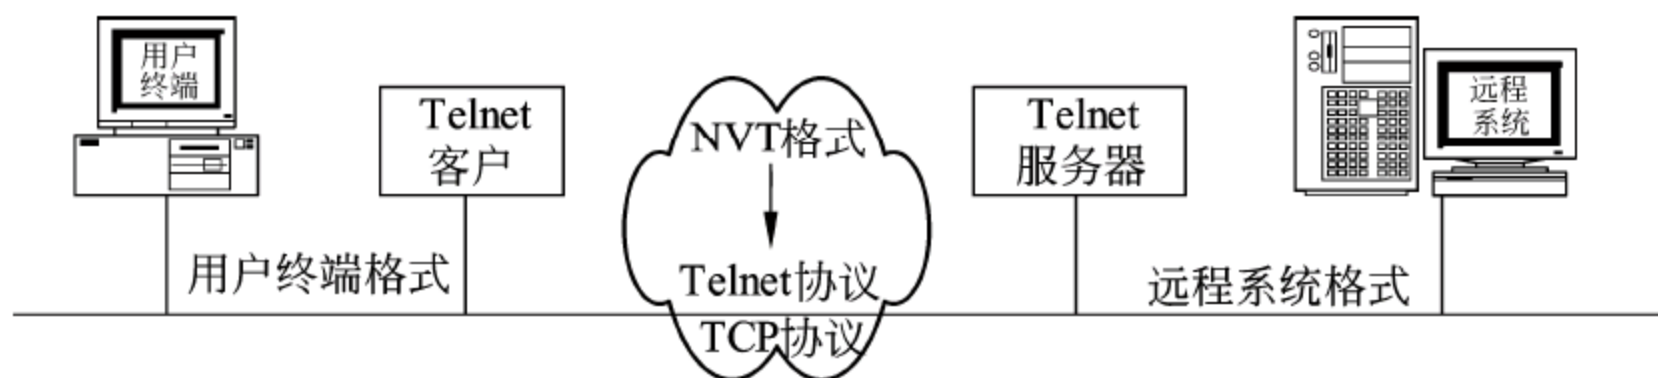 用户
终端
Telnet
客户
NVT格式
Telnet
服务器
远程
系统
用户终端格式
Telnet协议
远程系统格式
TCP协议